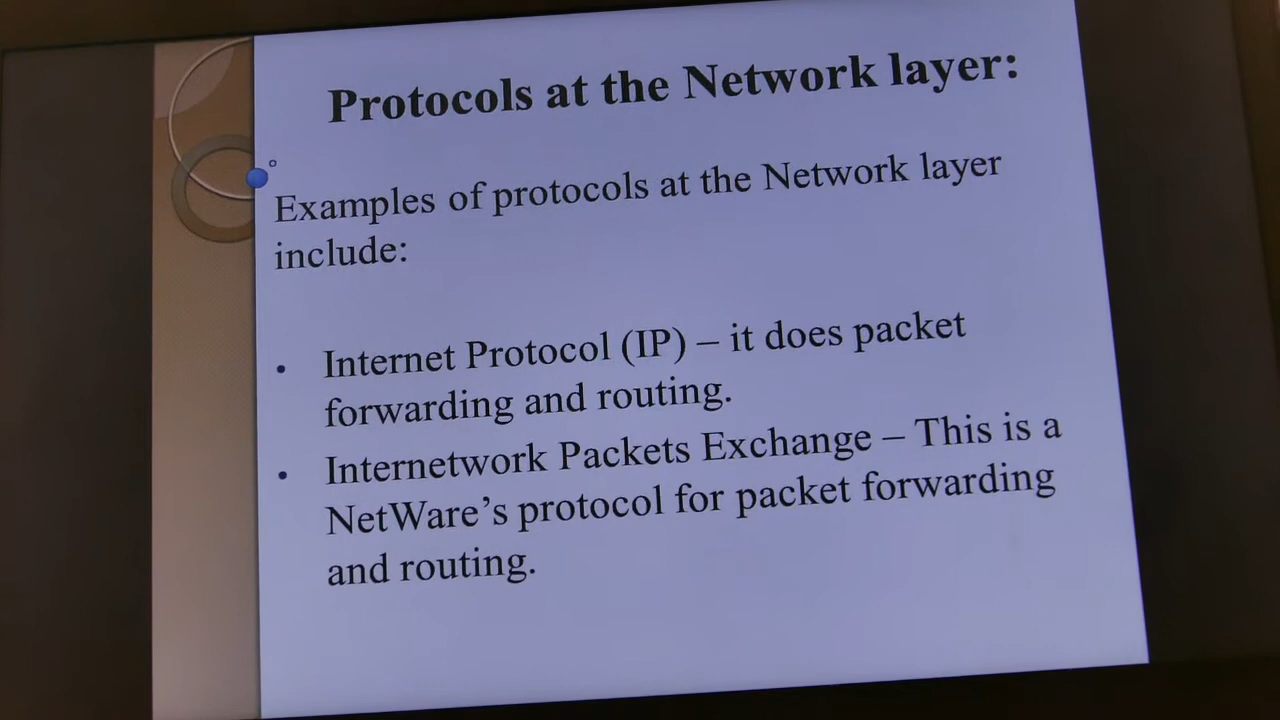 Protocols at the Network layer:
Examples of protocols at the Network layer
include:
• Internet Protocol (IP) – it does packet
forwarding and routing.
• Internetwork Packets Exchange – This is a
NetWare’s protocol for packet forwarding
and routing.